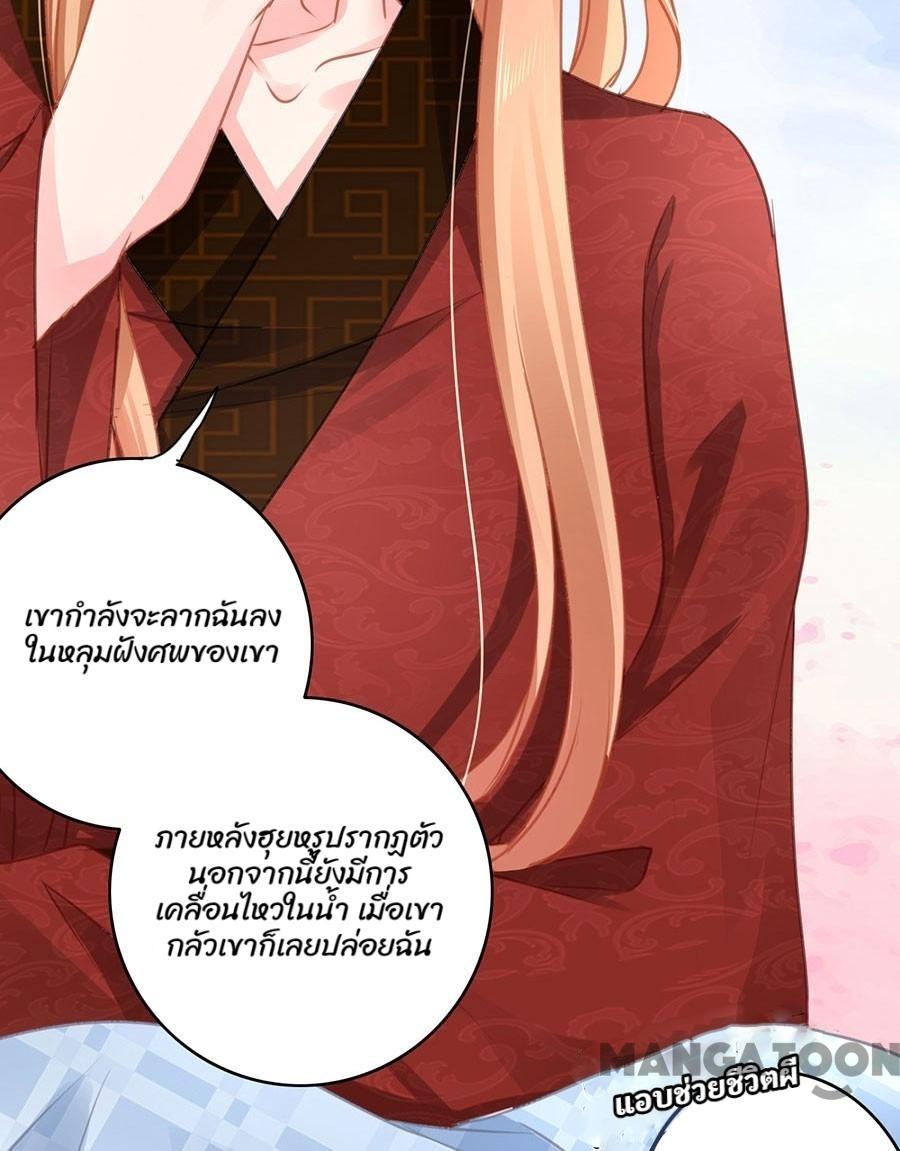 เขากำลังจะลากฉันลง
ในหลุมฝังศพของเขา
ภายหลังฮุยหรูปรากฏตัว
นอกจากนี้ยังมีการ
เคลื่อนไหวในน้ำ เมื่อเขา
กลัวเขาก็เลยปล่อยฉัน
MANGATOON
แอบช่วยชีวิตผี